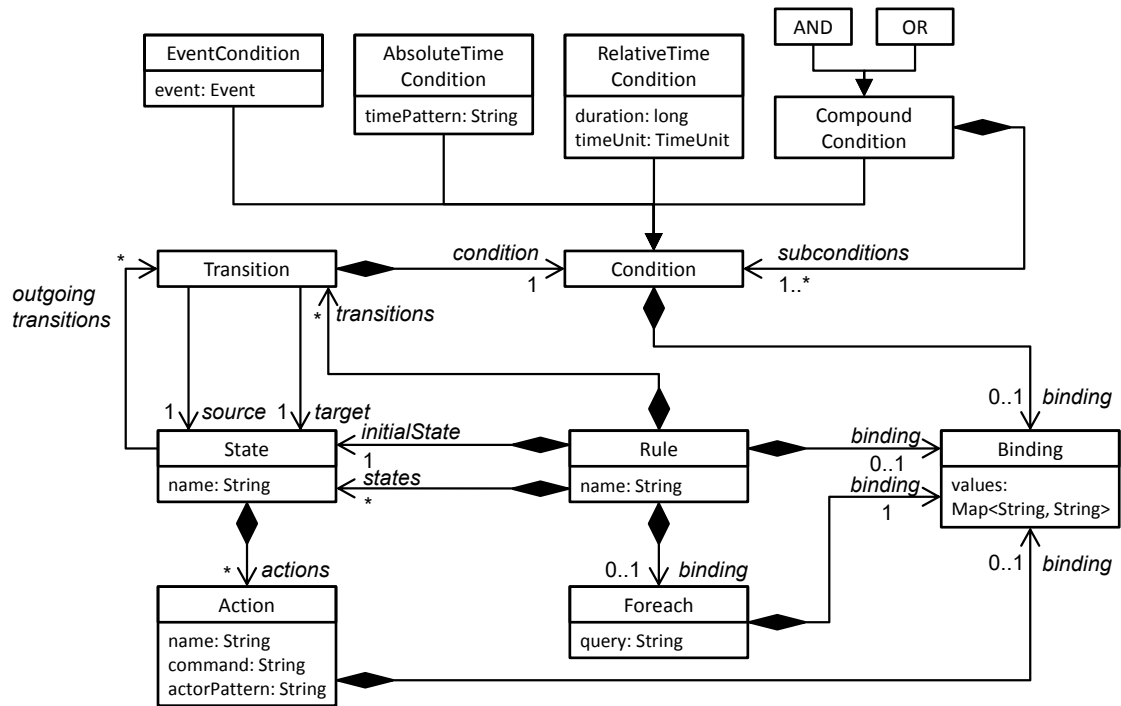 AND
OR
EventCondition
event: Event
AbsoluteTime
Condition
timePattern: String
RelativeTime
Condition
duration: long
timeUnit: TimeUnit
Compound
Condition
*
Transition
condition
1
Condition
subconditions
1..*
outgoing
transitions
*
transitions
1
source
1
target
0..1
binding
State
name: String
initialState
1
states
*
Rule
name: String
binding
0..1
binding
1
Binding
values:
Map<String, String>
*
actions
0..1
binding
0..1
binding
Action
name: String
command: String
actorPattern: String
Foreach
query: String